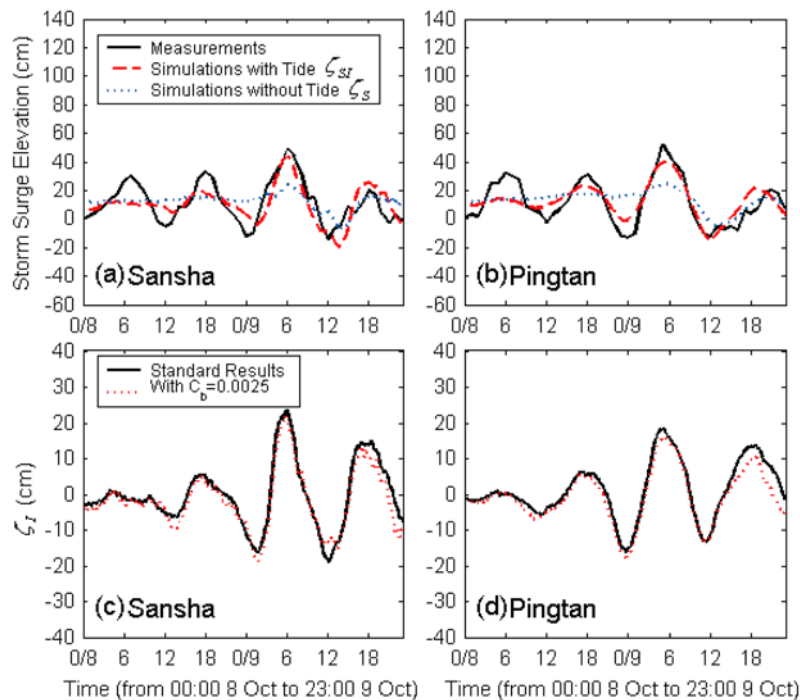 140
120
100
80
60
40
20
0
-20
-40
-60
Storm Surge Elevation (cm)
Measurements
Simulations with Tide ζ_SI
Simulations without Tide ζ_S
(a) Sansha
0/8 6 12 18 0/9 6 12 18
140
120
100
80
60
40
20
0
-20
-40
-60
(b) Pingtan
0/8 6 12 18 0/9 6 12 18
40
30
20
10
0
-10
-20
-30
-40
ζ_I (cm)
Standard Results
With C_b=0.0025
(c) Sansha
0/8 6 12 18 0/9 6 12 18
Time (from 00:00 8 Oct to 23:00 9 Oct)
40
30
20
10
0
-10
-20
-30
-40
(d) Pingtan
0/8 6 12 18 0/9 6 12 18
Time (from 00:00 8 Oct to 23:00 9 Oct)